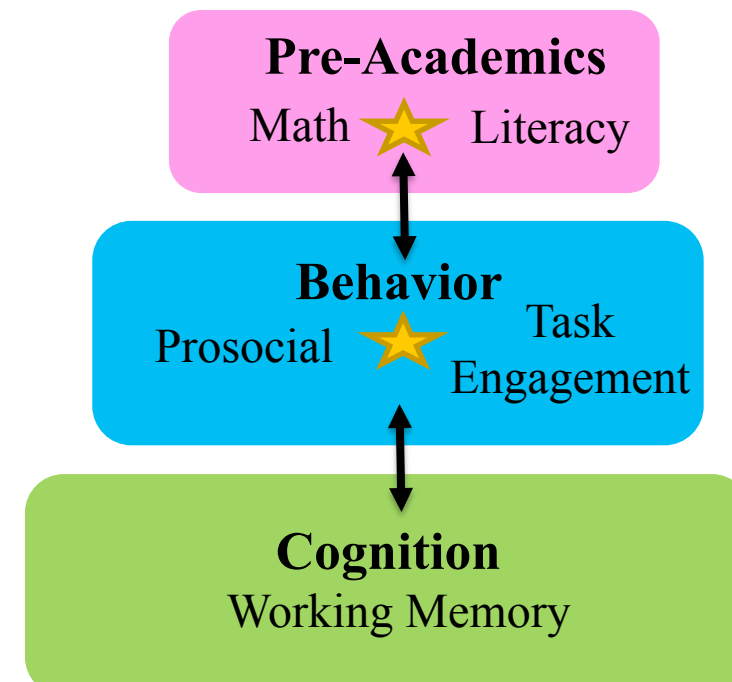 Pre-Academics
Math Literacy
Behavior
Prosocial
Task
Engagement
Cognition
Working Memory